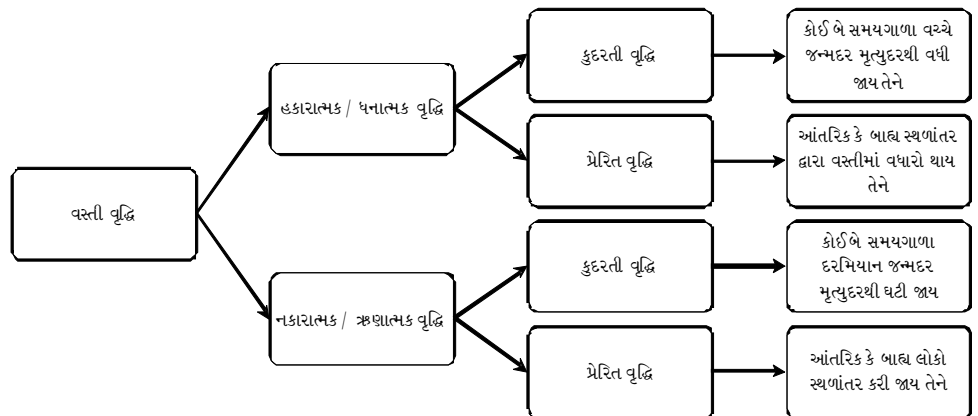 વસ્તી વૃદ્ધિ
હકારાત્મક / ધનાત્મક વૃદ્ધિ
કુદરતી વૃદ્ધિ
કોઈ બે સમયગાળા વચ્ચે
જન્મદર મૃત્યુદરથી વધી
જાય તેને
પ્રેરિત વૃદ્ધિ
આંતરિક કે બાહ્ય સ્થળાંતર
દ્વારા વસ્તીમાં વધારો થાય
તેને
નકારાત્મક / ઋણાત્મક વૃદ્ધિ
કુદરતી વૃદ્ધિ
કોઈ બે સમયગાળા
દરમિયાન જન્મદર
મૃત્યુદરથી ઘટી જાય
પ્રેરિત વૃદ્ધિ
આંતરિક કે બાહ્ય લોકો
સ્થળાંતર કરી જાય તેને